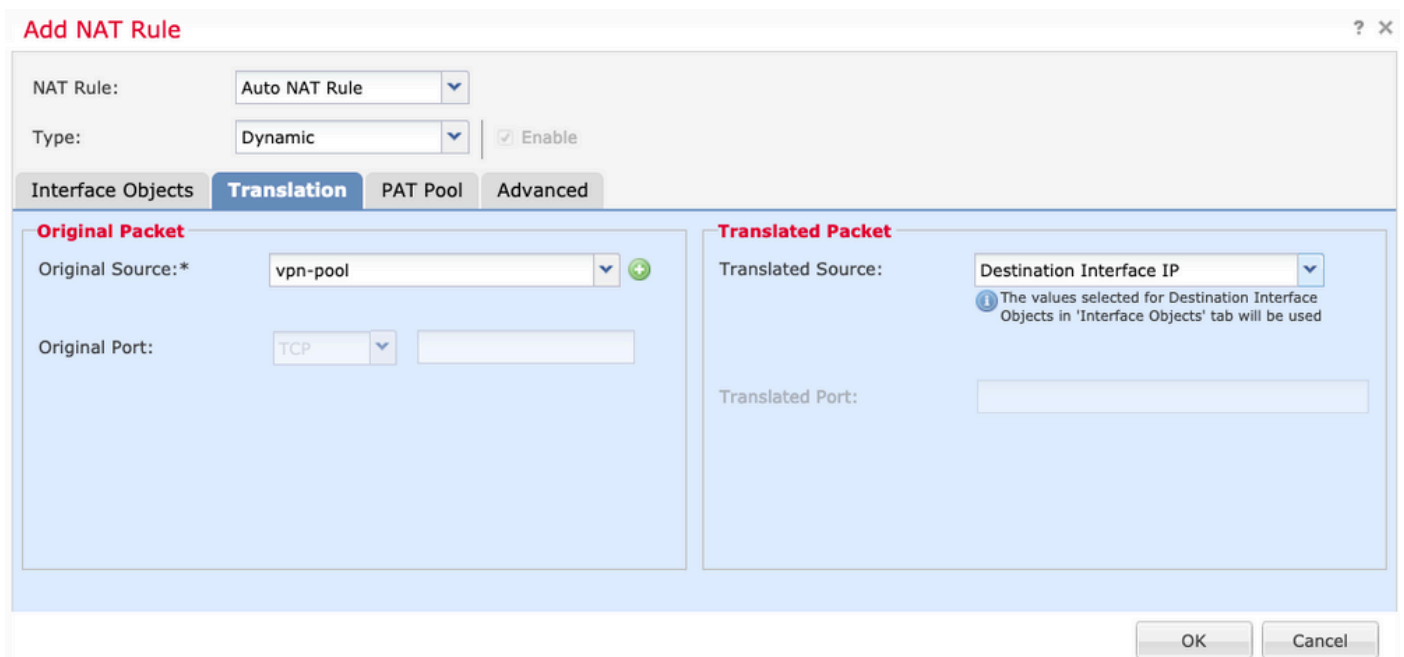 Add NAT Rule
? ×
NAT Rule: Auto NAT Rule
Type: Dynamic Enable
Interface Objects Translation PAT Pool Advanced
Original Packet
Original Source:* vpn-pool
Original Port: TCP
Translated Packet
Translated Source: Destination Interface IP
The values selected for Destination Interface
Objects in 'Interface Objects' tab will be used
Translated Port:
OK Cancel